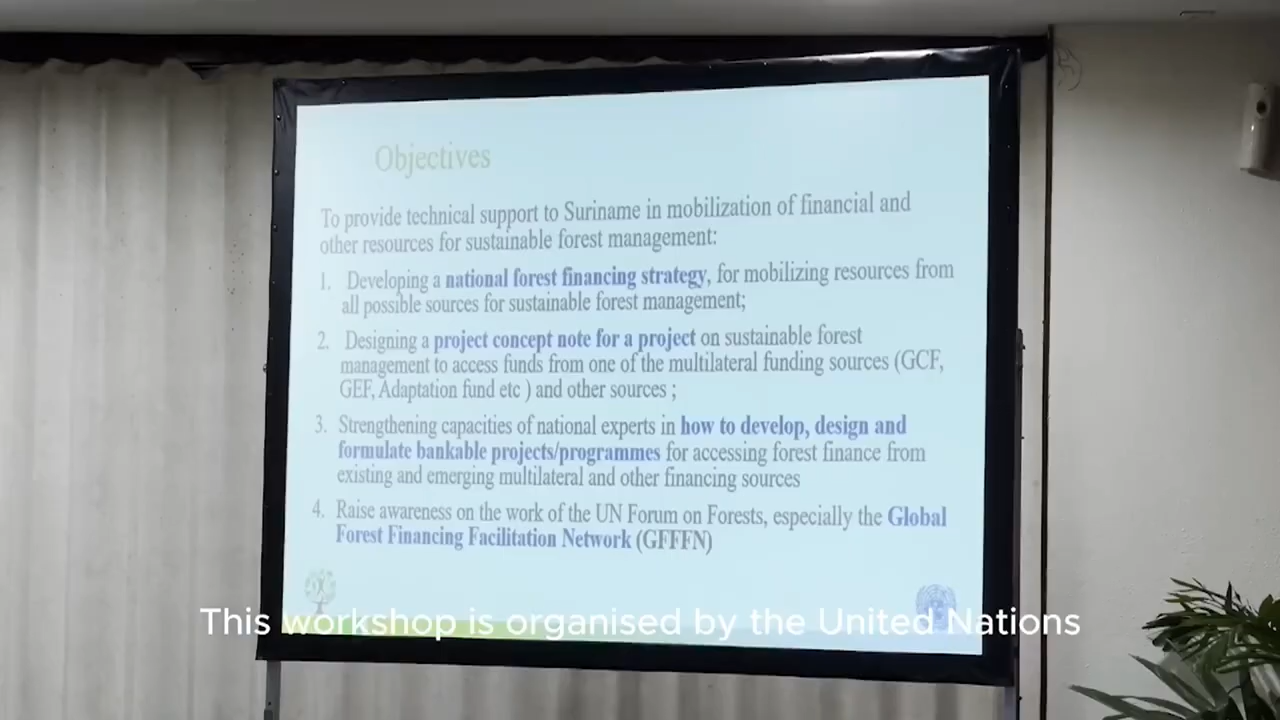 Objectives
To provide technical support to Suriname in mobilization of financial and
other resources for sustainable forest management:
1. Developing a national forest financing strategy, for mobilizing resources from
all possible sources for sustainable forest management;
2. Designing a project concept note for a project on sustainable forest
management to access funds from one of the multilateral funding sources (GCF,
GEF, Adaptation fund etc ) and other sources ;
3. Strengthening capacities of national experts in how to develop, design and
formulate bankable projects/programmes for accessing forest finance from
existing and emerging multilateral and other financing sources
4. Raise awareness on the work of the UN Forum on Forests, especially the Global
Forest Financing Facilitation Network (GFFFN)
This workshop is organised by the United Nations